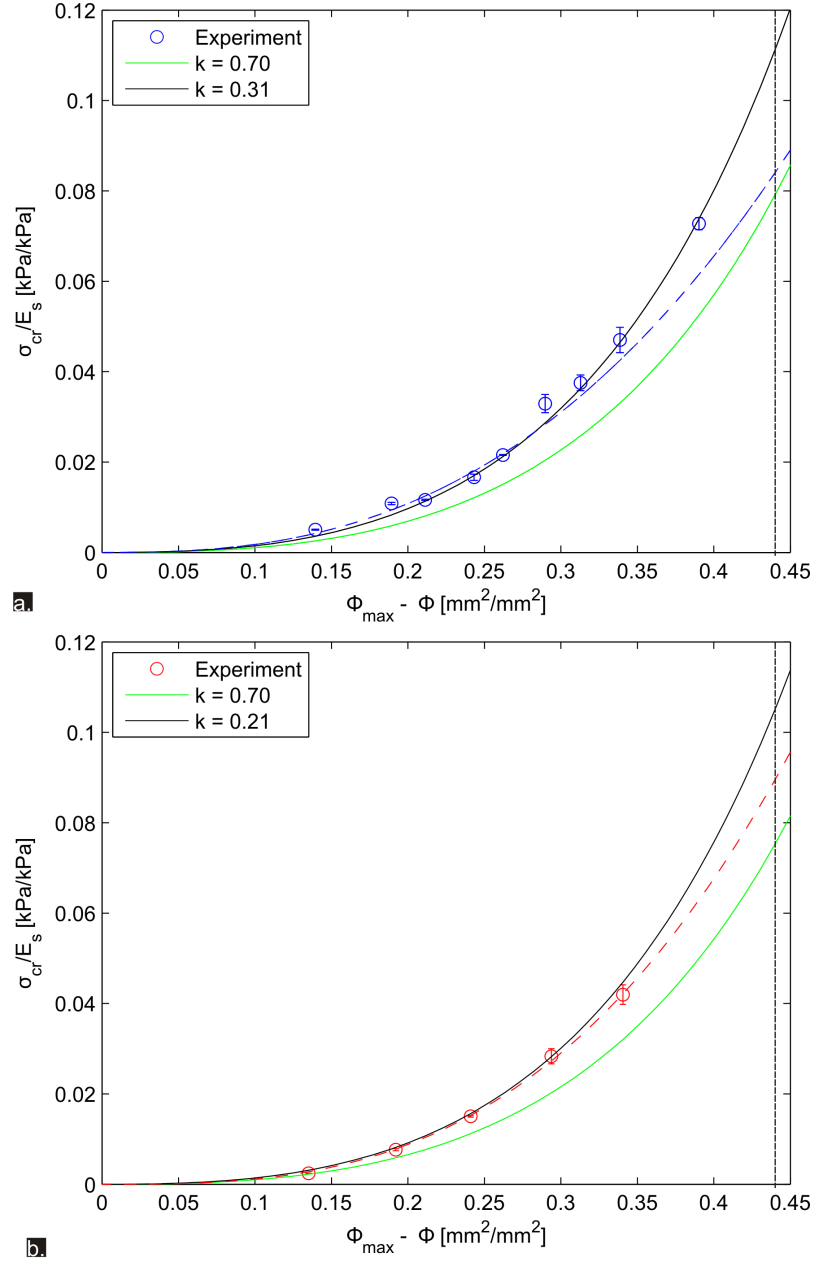 0.12
0.1
0.08
0.06
0.04
0.02
0
σcr/Es [kPa/kPa]
Experiment
k = 0.70
k = 0.31
0 0.05 0.1 0.15 0.2 0.25 0.3 0.35 0.4 0.45
Φmax - Φ [mm²/mm²]
a.
0.12
0.1
0.08
0.06
0.04
0.02
0
σcr/Es [kPa/kPa]
Experiment
k = 0.70
k = 0.21
0 0.05 0.1 0.15 0.2 0.25 0.3 0.35 0.4 0.45
Φmax - Φ [mm²/mm²]
b.